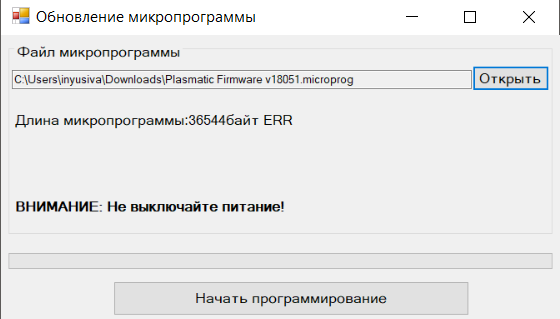 Обновление микропрограммы
Файл микропрограммы
C:\Users\inyusiva\Downloads\Plasmatic Firmware v18051.microprog
Открыть
Длина микропрограммы:36544байт ERR
ВНИМАНИЕ: Не выключайте питание!
Начать программирование